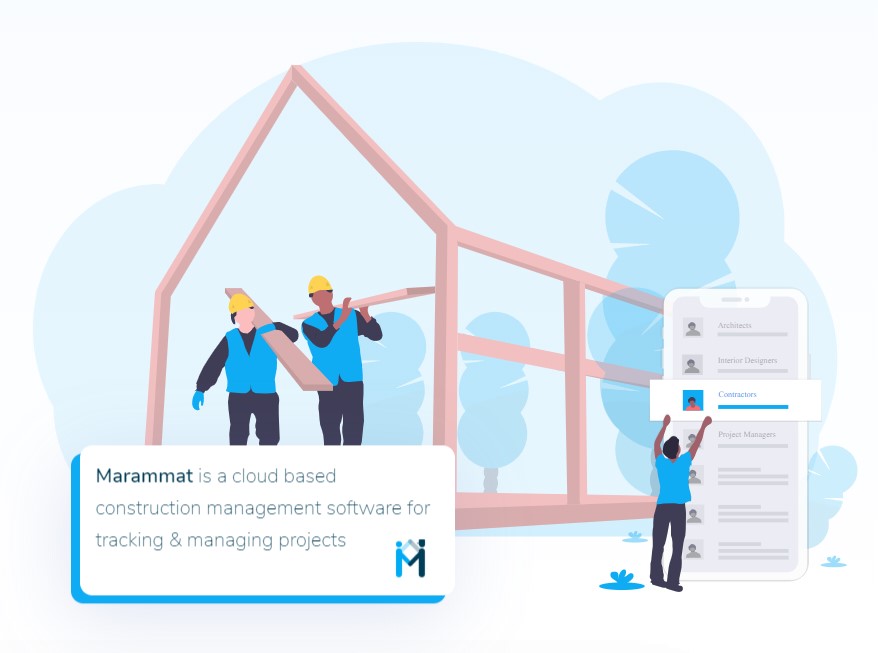 Architects
Interior Designers
Contractors
Project Managers
Marammat is a cloud based
construction management software for
tracking & managing projects